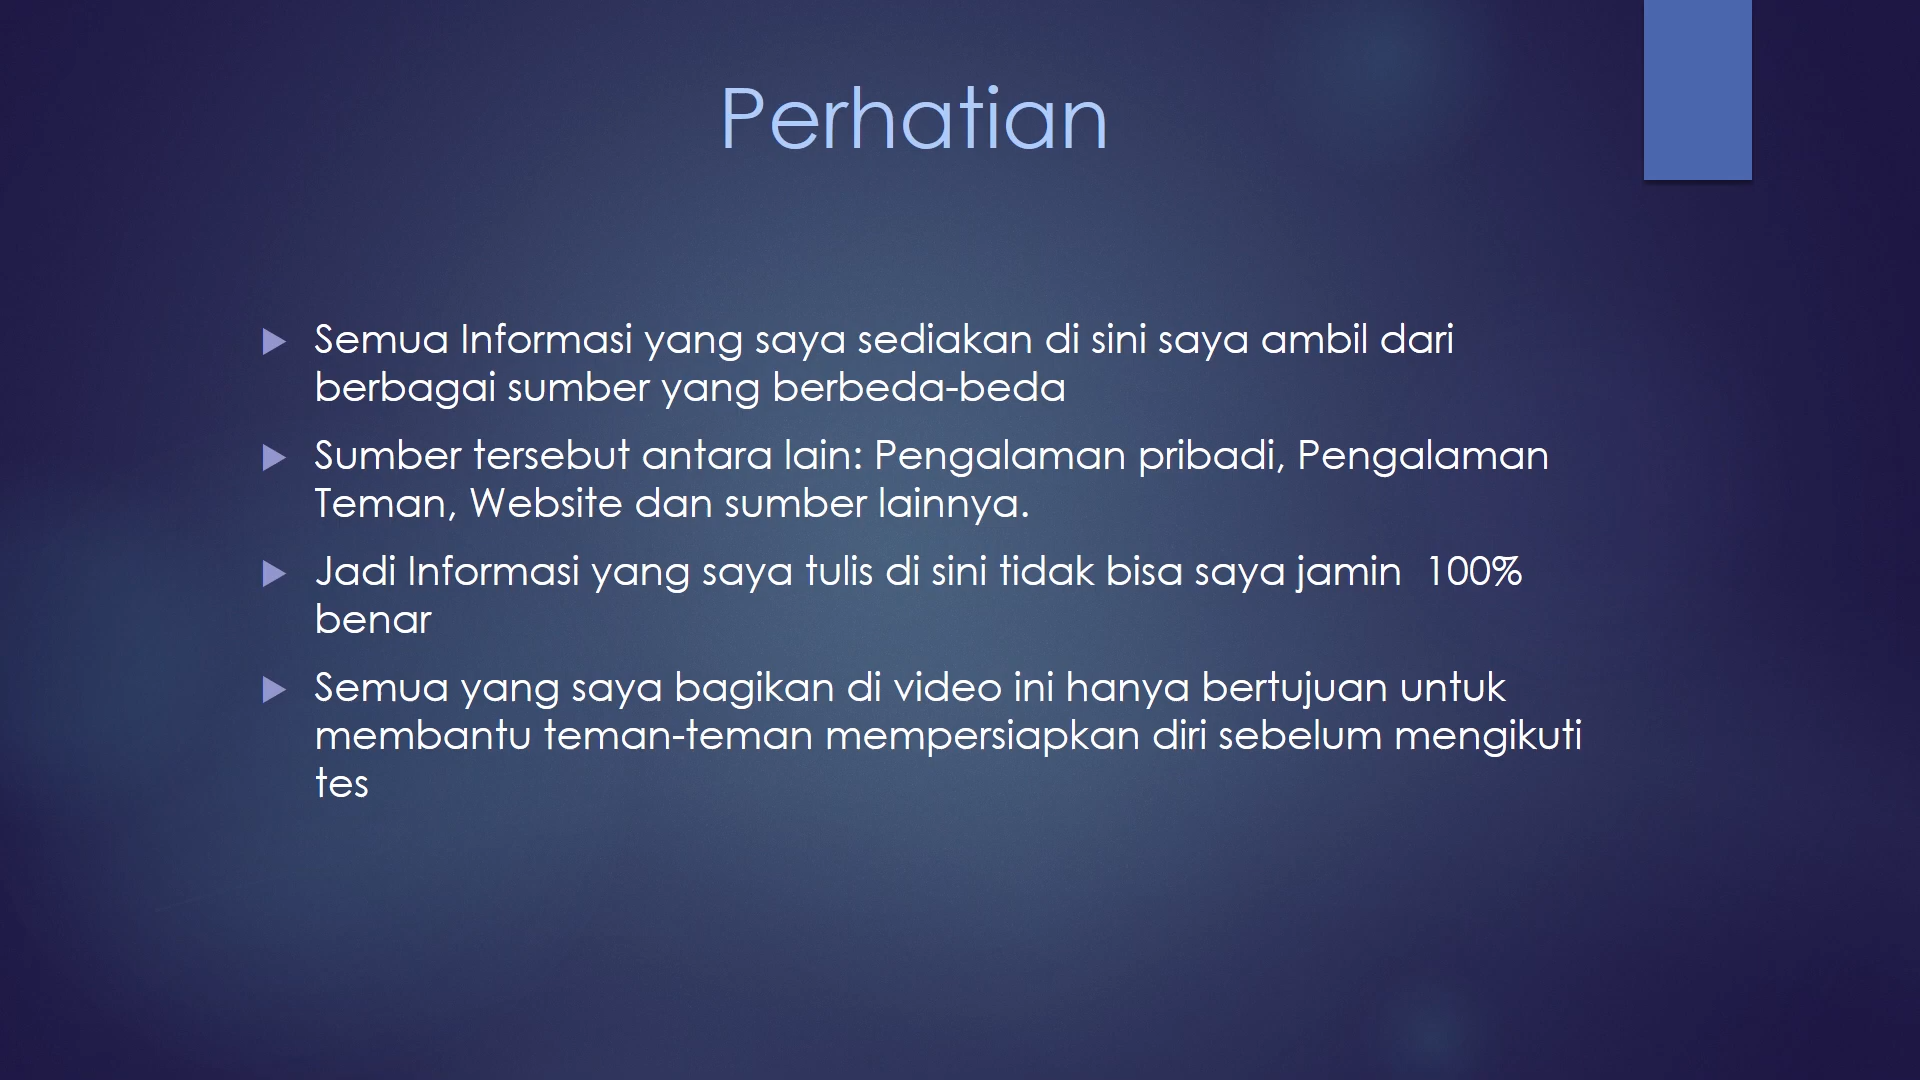 Perhatian
Semua Informasi yang saya sediakan di sini saya ambil dari
berbagai sumber yang berbeda-beda
Sumber tersebut antara lain: Pengalaman pribadi, Pengalaman
Teman, Website dan sumber lainnya.
Jadi Informasi yang saya tulis di sini tidak bisa saya jamin  100%
benar
Semua yang saya bagikan di video ini hanya bertujuan untuk
membantu teman-teman mempersiapkan diri sebelum mengikuti
tes